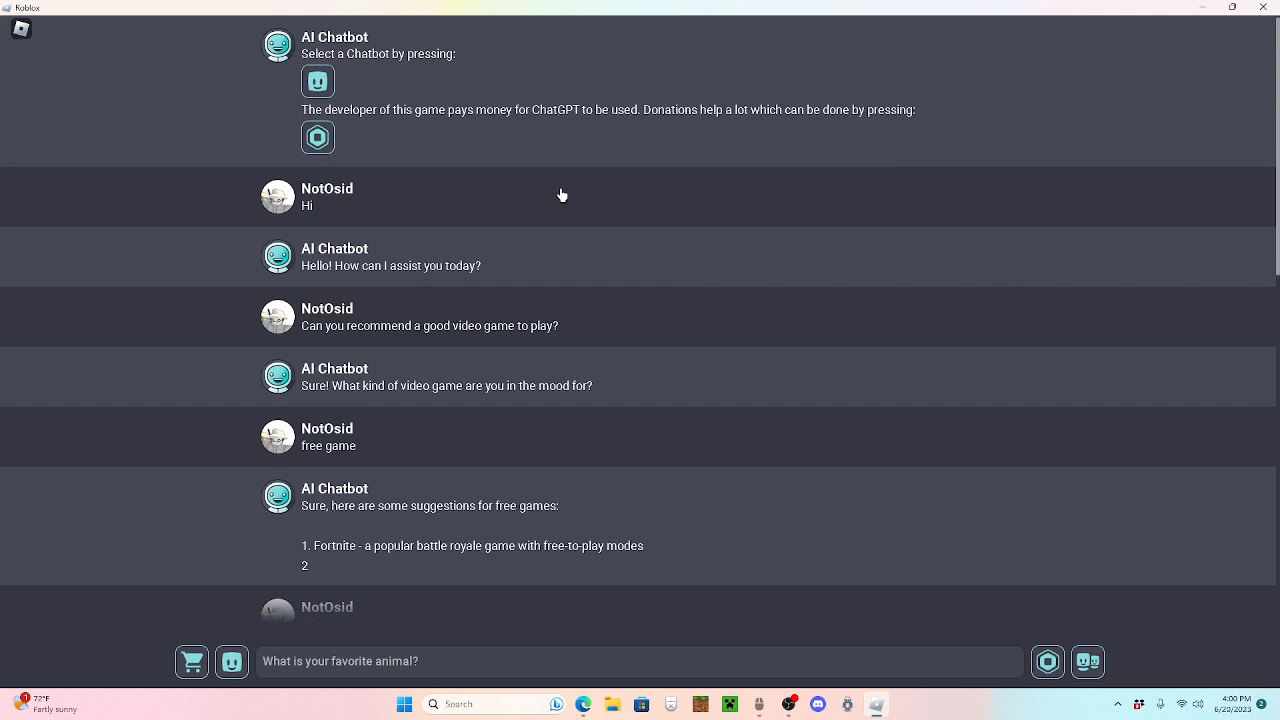 Roblox
AI Chatbot
Select a Chatbot by pressing:
The developer of this game pays money for ChatGPT to be used. Donations help a lot which can be done by pressing:
NotOsid
Hi
AI Chatbot
Hello! How can I assist you today?
NotOsid
Can you recommend a good video game to play?
AI Chatbot
Sure! What kind of video game are you in the mood for?
NotOsid
free game
AI Chatbot
Sure, here are some suggestions for free games:
1. Fortnite - a popular battle royale game with free-to-play modes
2
NotOsid
What is your favorite animal?
1
72°F
Partly sunny
Search
4:00 PM
6/20/2023
2